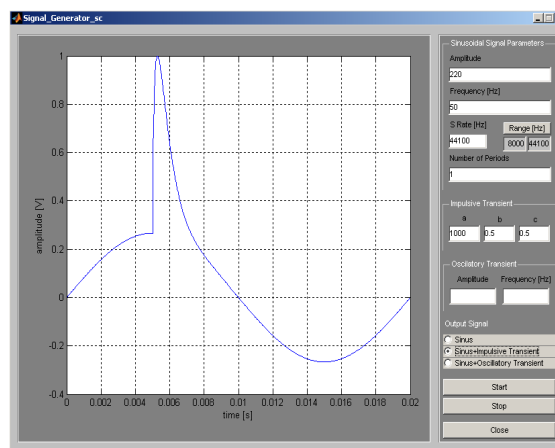 Signal_Generator_sc
1
0.8
0.6
0.4
0.2
0
-0.2
-0.4
amplitude [V]
0
0.002
0.004
0.006
0.008
0.01
0.012
0.014
0.016
0.018
0.02
time [s]
Sinusoidal Signal Parameters
Amplitude
220
Frequency [Hz]
50
S Rate [Hz]
Range [Hz]
44100
8000
44100
Number of Periods
1
Impulsive Transient
a b c
1000 0.5 0.5
Oscilatory Transient
Amplitude Frequency [Hz]
Output Signal
Sinus
Sinus+Impulsive Transient
Sinus+Oscillatory Transient
Start
Stop
Close